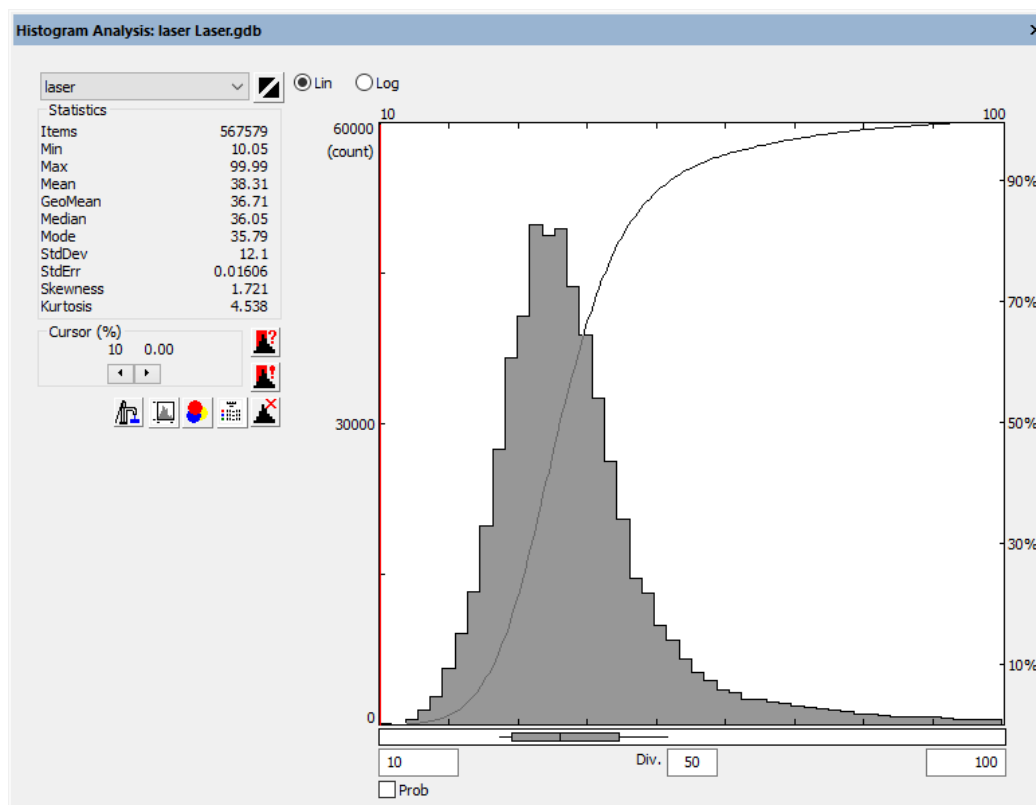 Histogram Analysis: laser Laser.gdb
laser
Lin
Log
Statistics
Items 567579
Min 10.05
Max 99.99
Mean 38.31
GeoMean 36.71
Median 36.05
Mode 35.79
StdDev 12.1
StdErr 0.01606
Skewness 1.721
Kurtosis 4.538
Cursor (%)
10 0.00
10 100
60000
(count)
30000
0
90%
70%
50%
30%
10%
10 Div. 50 100
Prob